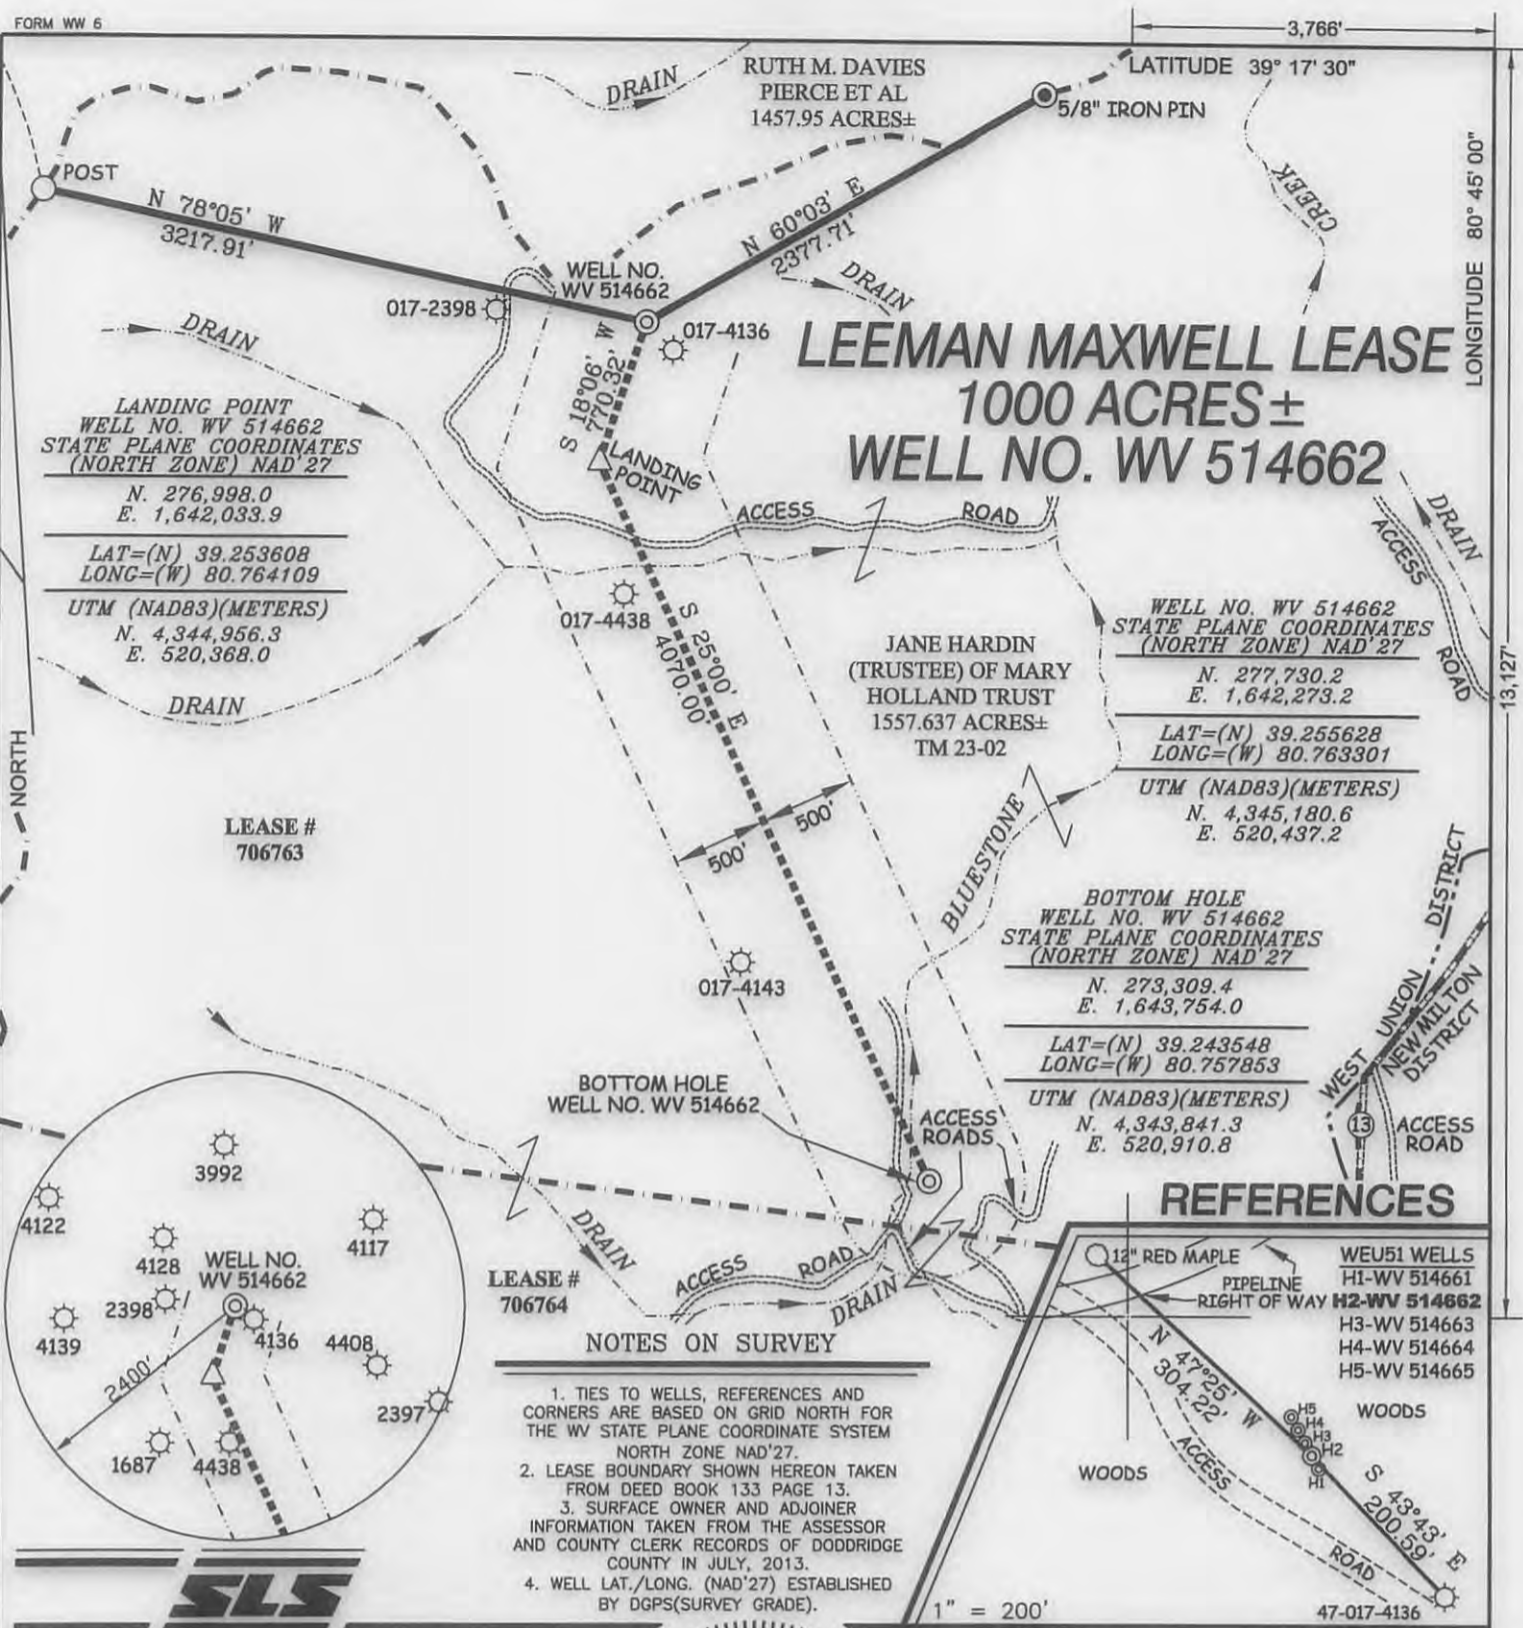 FORM WW 6
3,766'
LATITUDE 39° 17' 30"
RUTH M. DAVIES
PIERCE ET AL
1457.95 ACRES±
DRAIN
5/8" IRON PIN
POST
N 78°05' W
3217.91'
N 60°03' E
2377.71'
CREEK
LONGITUDE 80° 45' 00"
WELL NO.
WV 514662
DRAIN
017-2398
017-4136
DRAIN
LEEMAN MAXWELL LEASE
1000 ACRES±
WELL NO. WV 514662
S 18°06' W
770.32'
LANDING
POINT
LANDING POINT
WELL NO. WV 514662
STATE PLANE COORDINATES
(NORTH ZONE) NAD'27
N. 276,998.0
E. 1,642,033.9
LAT=(N) 39.253608
LONG=(W) 80.764109
UTM (NAD83)(METERS)
N. 4,344,956.3
E. 520,368.0
ACCESS ROAD
DRAIN
ACCESS ROAD
017-4438
S 25°00' E
4070.00'
JANE HARDIN
(TRUSTEE) OF MARY
HOLLAND TRUST
1557.637 ACRES±
TM 23-02
WELL NO. WV 514662
STATE PLANE COORDINATES
(NORTH ZONE) NAD'27
N. 277,730.2
E. 1,642,273.2
LAT=(N) 39.255628
LONG=(W) 80.763301
UTM (NAD83)(METERS)
N. 4,345,180.6
E. 520,437.2
13,127'
DRAIN
NORTH
LEASE #
706763
500'
500'
BLUESTONE
BOTTOM HOLE
WELL NO. WV 514662
STATE PLANE COORDINATES
(NORTH ZONE) NAD'27
N. 273,309.4
E. 1,643,754.0
LAT=(N) 39.243548
LONG=(W) 80.757853
UTM (NAD83)(METERS)
N. 4,343,841.3
E. 520,910.8
017-4143
WEST UNION DISTRICT
NEW MILTON
DISTRICT
13
ACCESS
ROAD
BOTTOM HOLE
WELL NO. WV 514662
ACCESS
ROADS
3992
4122
4128
4117
WELL NO.
WV 514662
2398
4139
4136
4408
2400'
2397
1687
4438
DRAIN
LEASE #
706764
ACCESS ROAD
DRAIN
REFERENCES
12" RED MAPLE
PIPELINE
RIGHT OF WAY
WEU51 WELLS
H1-WV 514661
H2-WV 514662
H3-WV 514663
H4-WV 514664
H5-WV 514665
N 47°25' W
304.22'
WOODS
H5
H4
H3
H2
H1
WOODS
ACCESS
ROAD
S 43°43' E
200.59'
47-017-4136
1" = 200'
NOTES ON SURVEY
1. TIES TO WELLS, REFERENCES AND
CORNERS ARE BASED ON GRID NORTH FOR
THE WV STATE PLANE COORDINATE SYSTEM
NORTH ZONE NAD'27.
2. LEASE BOUNDARY SHOWN HEREON TAKEN
FROM DEED BOOK 133 PAGE 13.
3. SURFACE OWNER AND ADJOINER
INFORMATION TAKEN FROM THE ASSESSOR
AND COUNTY CLERK RECORDS OF DODDRIDGE
COUNTY IN JULY, 2013.
4. WELL LAT./LONG. (NAD'27) ESTABLISHED
BY DGPS(SURVEY GRADE).
SLS